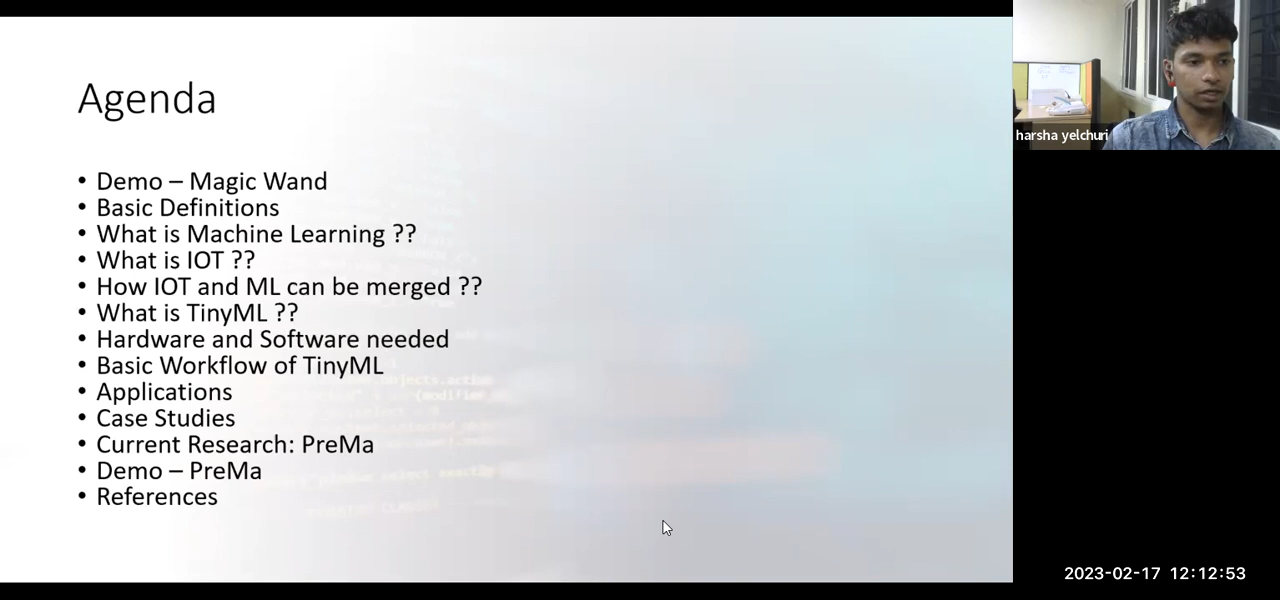 Agenda
• Demo – Magic Wand
• Basic Definitions
• What is Machine Learning ??
• What is IOT ??
• How IOT and ML can be merged ??
• What is TinyML ??
• Hardware and Software needed
• Basic Workflow of TinyML
• Applications
• Case Studies
• Current Research: PreMa
• Demo – PreMa
• References
harsha yelchuri
2023-02-17 12:12:53